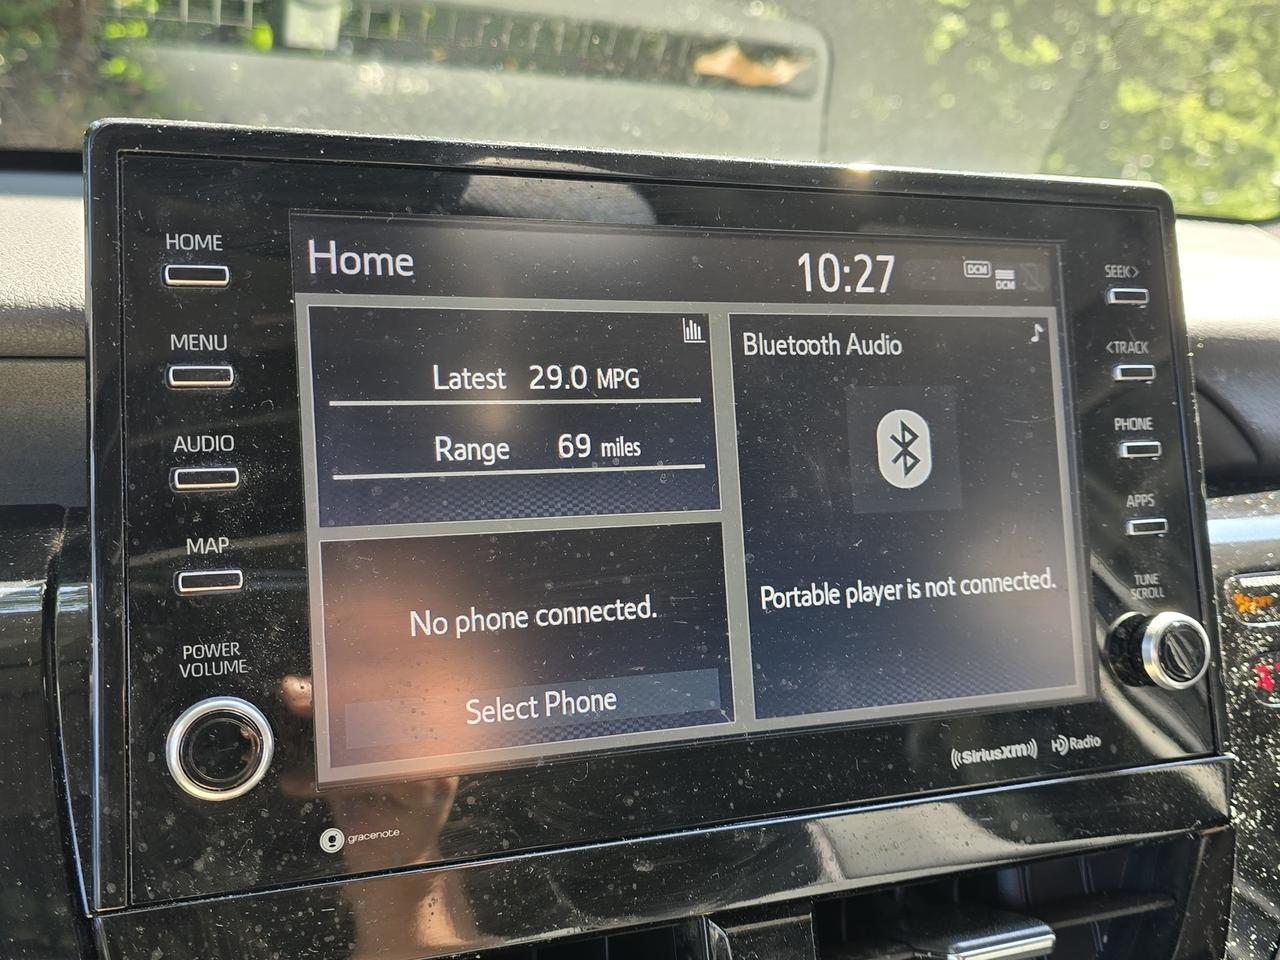 HOME
MENU
AUDIO
MAP
POWER
VOLUME
Home
10:27
DCM
DCM
Latest 29.0 MPG
Range 69 miles
No phone connected.
Select Phone
Bluetooth Audio
Portable player is not connected.
SEEK>
<TRACK
PHONE
APPS
TUNE
SCROLL
gracenote
((SiriusXM))
HD Radio